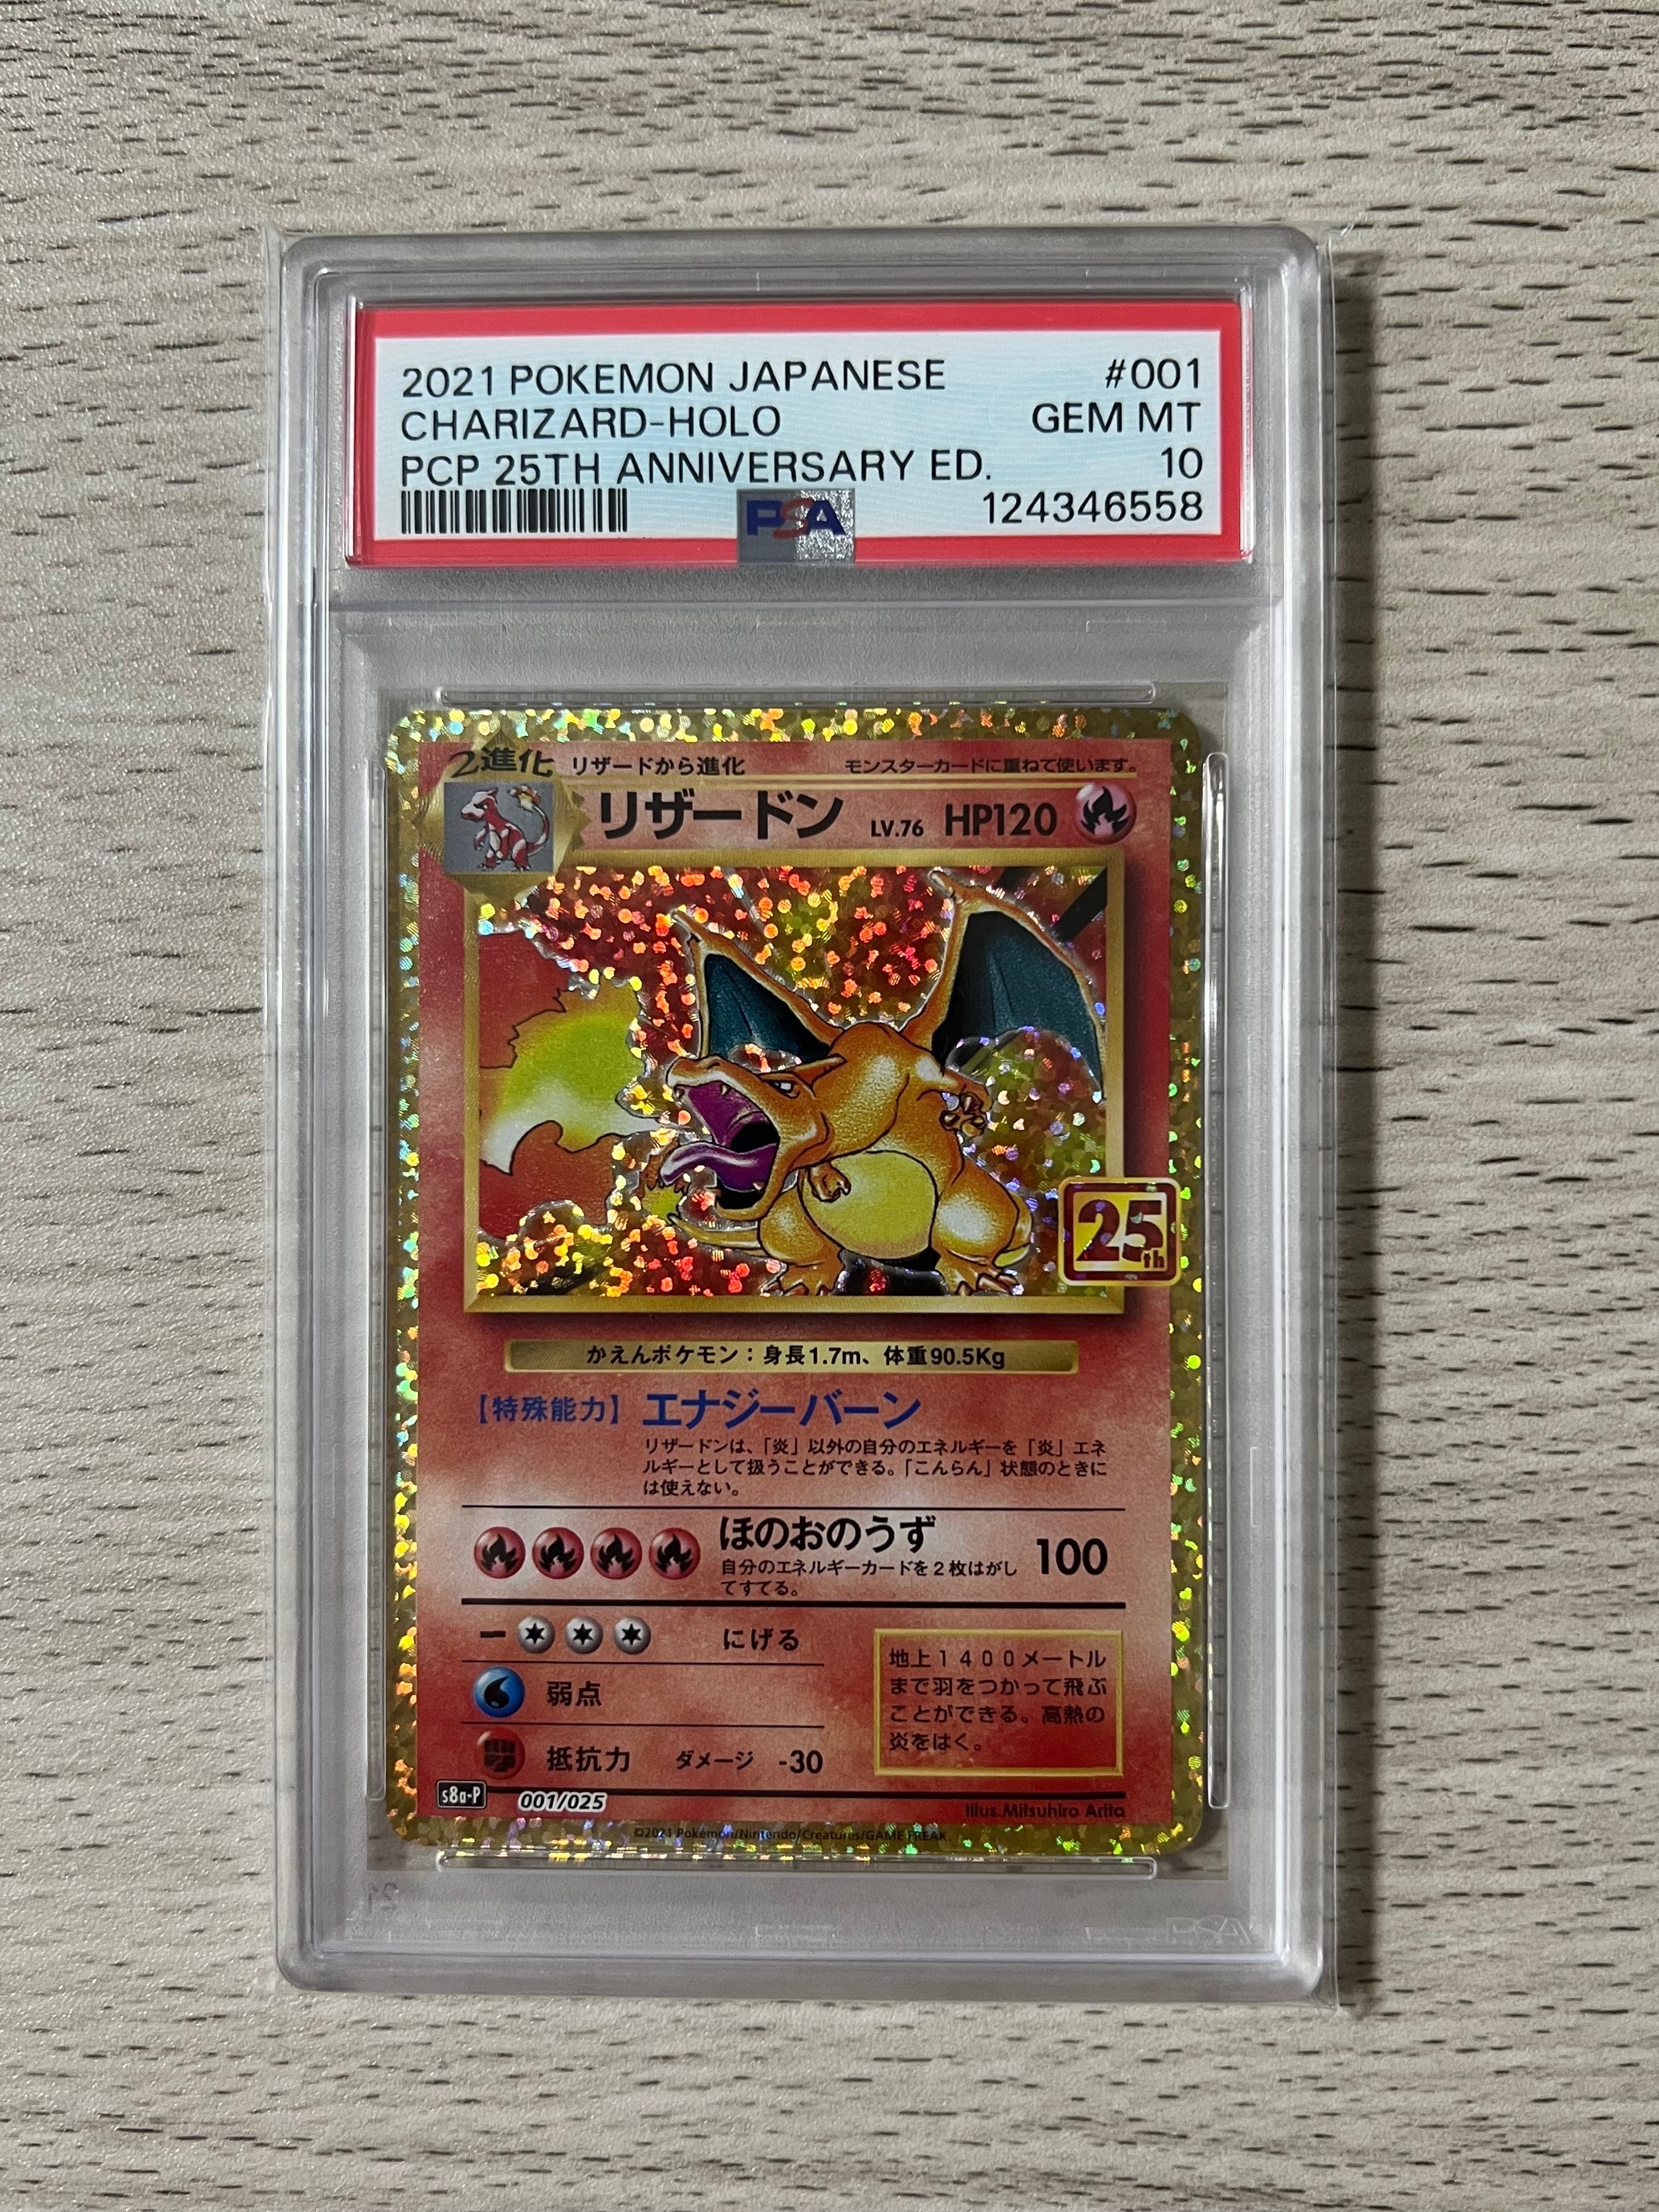 2021 POKEMON JAPANESE #001
CHARIZARD-HOLO GEM MT
PCP 25TH ANNIVERSARY ED. 10
PSA 124346558
2進化 リザードから進化 モンスターカードに重ねて使います。
リザードン LV.76 HP120
25th
かえんポケモン：身長1.7m、体重90.5Kg
【特殊能力】 エナジーバーン
リザードンは、「炎」以外の自分のエネルギーを「炎」エネ
ルギーとして扱うことができる。「こんらん」状態のときに
は使えない。
ほのおのうず 100
自分のエネルギーカードを２枚はがし
てすてる。
ー にげる
弱点
抵抗力 ダメージ -30
地上１４００メートル
まで羽をつかって飛ぶ
ことができる。高熱の
炎をはく。
s8a-P 001/025 Illus.Mitsuhiro Arita
©2021 Pokémon/Nintendo/Creatures/GAME FREAK
PSA